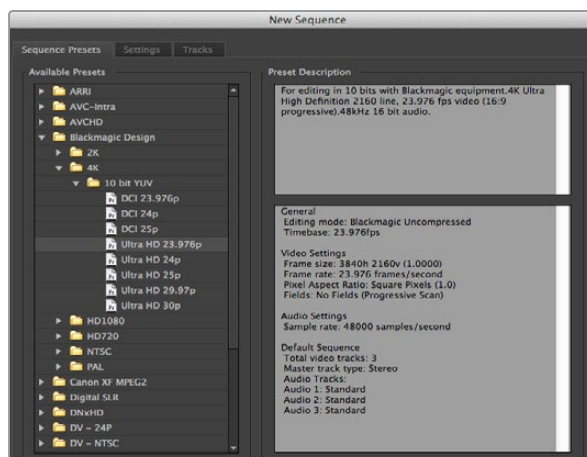 New Sequence
Sequence Presets
Settings
Tracks
Available Presets
ARRI
AVC-Intra
AVCHD
Blackmagic Design
2K
4K
10 bit YUV
DCI 23.976p
DCI 24p
DCI 25p
Ultra HD 23.976p
Ultra HD 24p
Ultra HD 25p
Ultra HD 29.97p
Ultra HD 30p
HD1080
HD720
NTSC
PAL
Canon XF MPEG2
Digital SLR
DNxHD
DV - 24P
DV - NTSC
Preset Description
For editing in 10 bits with Blackmagic equipment.4K Ultra
High Definition 2160 line, 23.976 fps video (16:9
progressive).48kHz 16 bit audio.
General
Editing mode: Blackmagic Uncompressed
Timebase: 23.976fps
Video Settings
Frame size: 3840h 2160v (1.0000)
Frame rate: 23.976 frames/second
Pixel Aspect Ratio: Square Pixels (1.0)
Fields: No Fields (Progressive Scan)
Audio Settings
Sample rate: 48000 samples/second
Default Sequence
Total video tracks: 3
Master track type: Stereo
Audio Tracks:
Audio 1: Standard
Audio 2: Standard
Audio 3: Standard